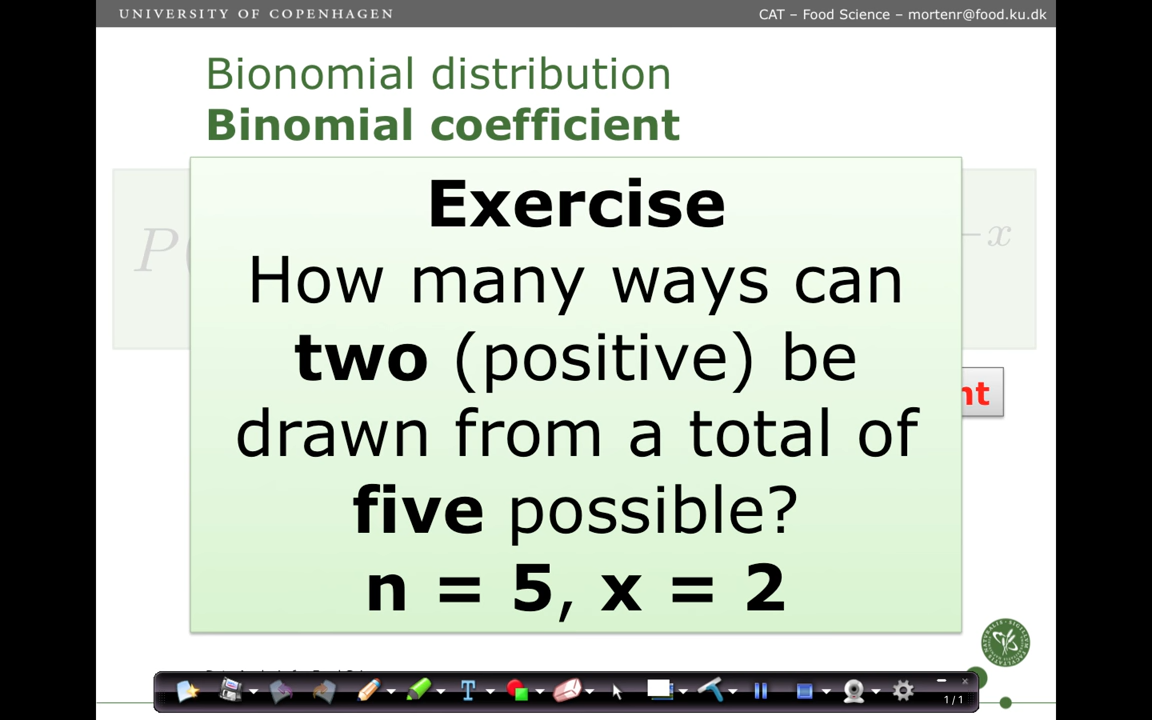 UNIVERSITY OF COPENHAGEN
CAT – Food Science – mortenr@food.ku.dk
Bionomial distribution
Binomial coefficient
P(
−x
Exercise
How many ways can
two (positive) be
drawn from a total of
five possible?
n = 5, x = 2
nt
1/1